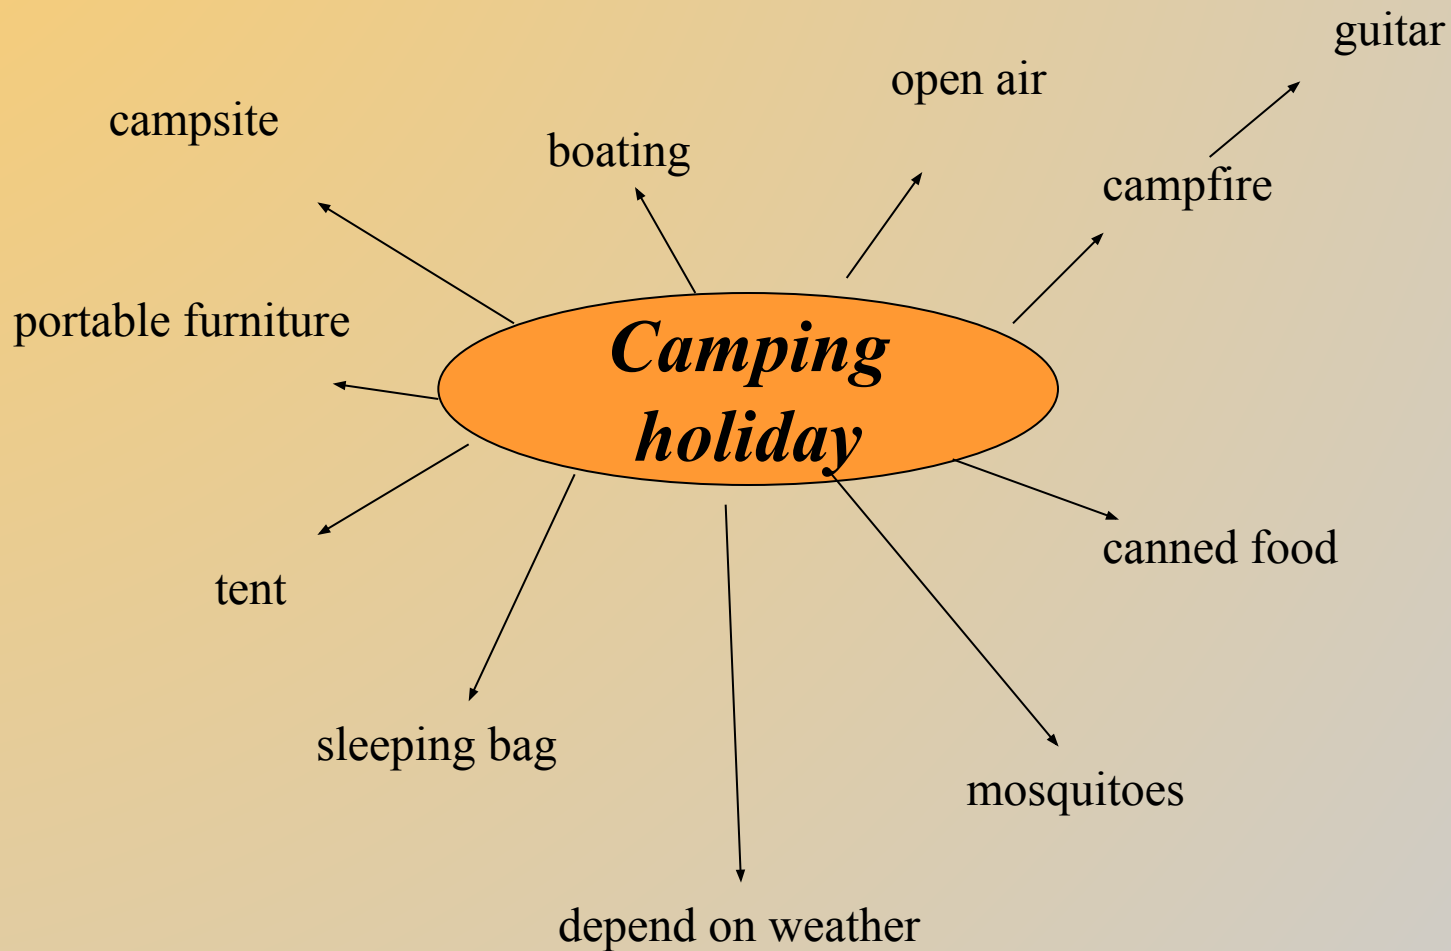 guitar
open air
campsite
boating
campfire
portable furniture
Camping
holiday
canned food
tent
sleeping bag
mosquitoes
depend on weather